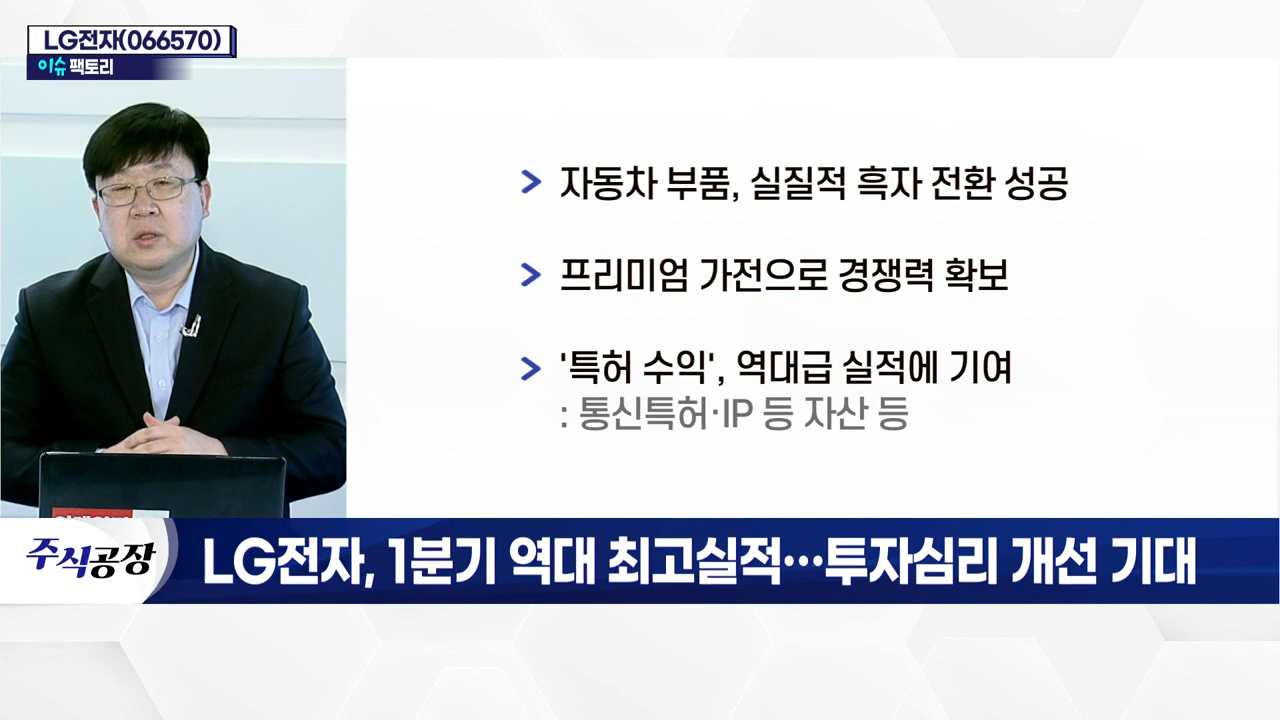 LG전자(066570)
이슈 팩토리
자동차 부품, 실질적 흑자 전환 성공
프리미엄 가전으로 경쟁력 확보
'특허 수익', 역대급 실적에 기여
: 통신특허·IP 등 자산 등
주식공장
LG전자, 1분기 역대 최고실적…투자심리 개선 기대